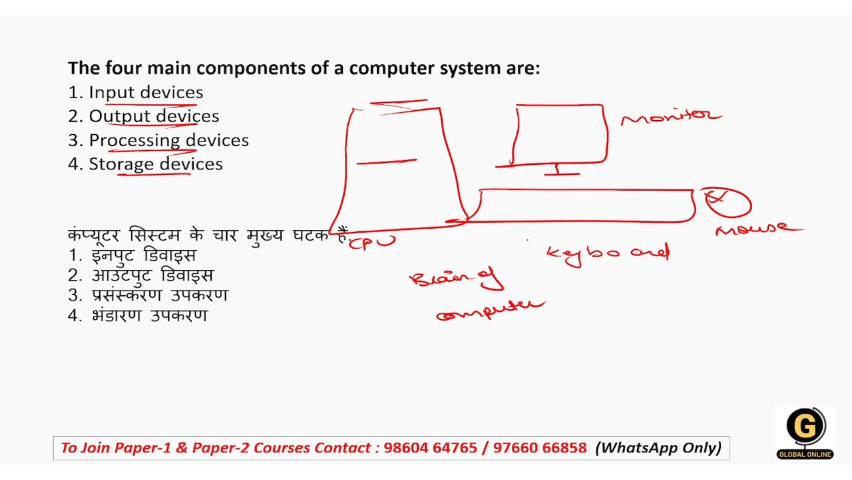 The four main components of a computer system are:
1. Input devices
2. Output devices
3. Processing devices
4. Storage devices
Monitor
Mouse
CPU
Keyboard
Brain of
computer
कंप्यूटर सिस्टम के चार मुख्य घटक हैं:
1. इनपुट डिवाइस
2. आउटपुट डिवाइस
3. प्रसंस्करण उपकरण
4. भंडारण उपकरण
G
GLOBAL ONLINE
To Join Paper-1 & Paper-2 Courses Contact : 98604 64765 / 97660 66858 (WhatsApp Only)